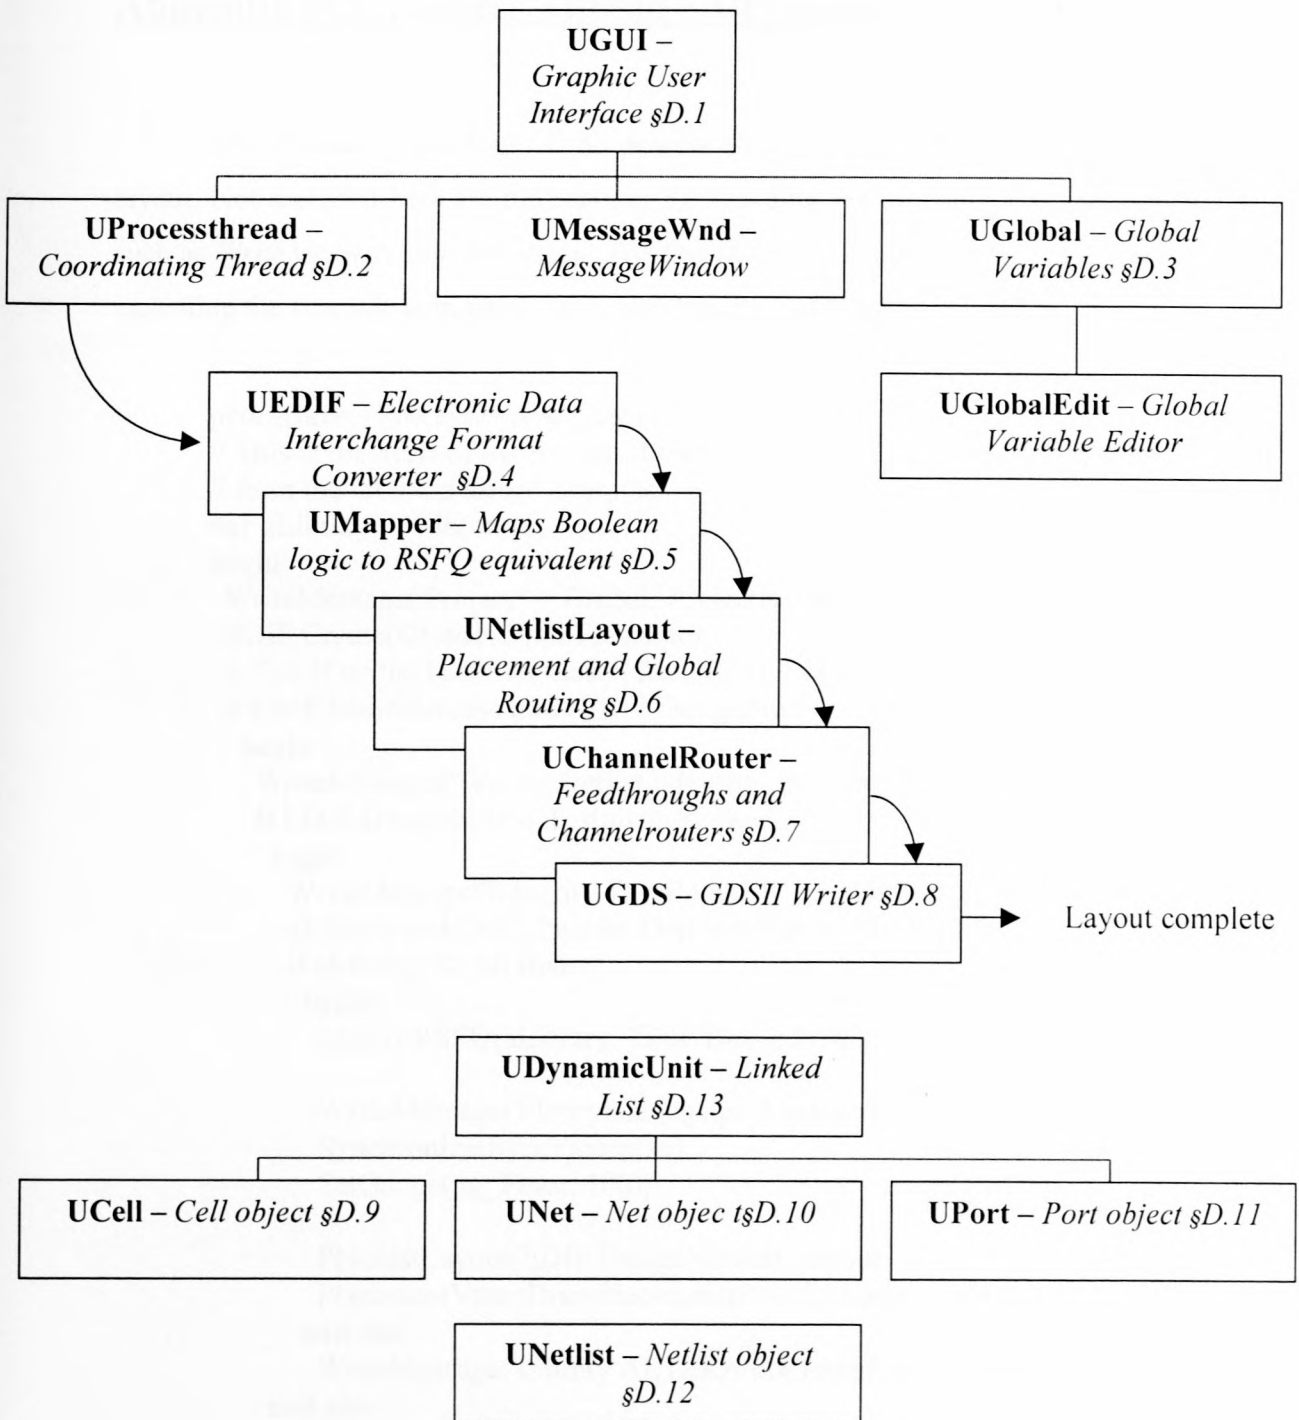 UGUI –
Graphic User
Interface §D.1
UProcessthread –
Coordinating Thread §D.2
UMessageWnd –
MessageWindow
UGlobal – Global
Variables §D.3
UEDIF – Electronic Data
Interchange Format
Converter §D.4
UGlobalEdit – Global
Variable Editor
UMapper – Maps Boolean
logic to RSFQ equivalent §D.5
UNetlistLayout –
Placement and Global
Routing §D.6
UChannelRouter –
Feedthroughs and
Channelrouters §D.7
UGDS – GDSII Writer §D.8
Layout complete
UDynamicUnit – Linked
List §D.13
UCell – Cell object §D.9
UNet – Net objec t§D.10
UPort – Port object §D.11
UNetlist – Netlist object
§D.12